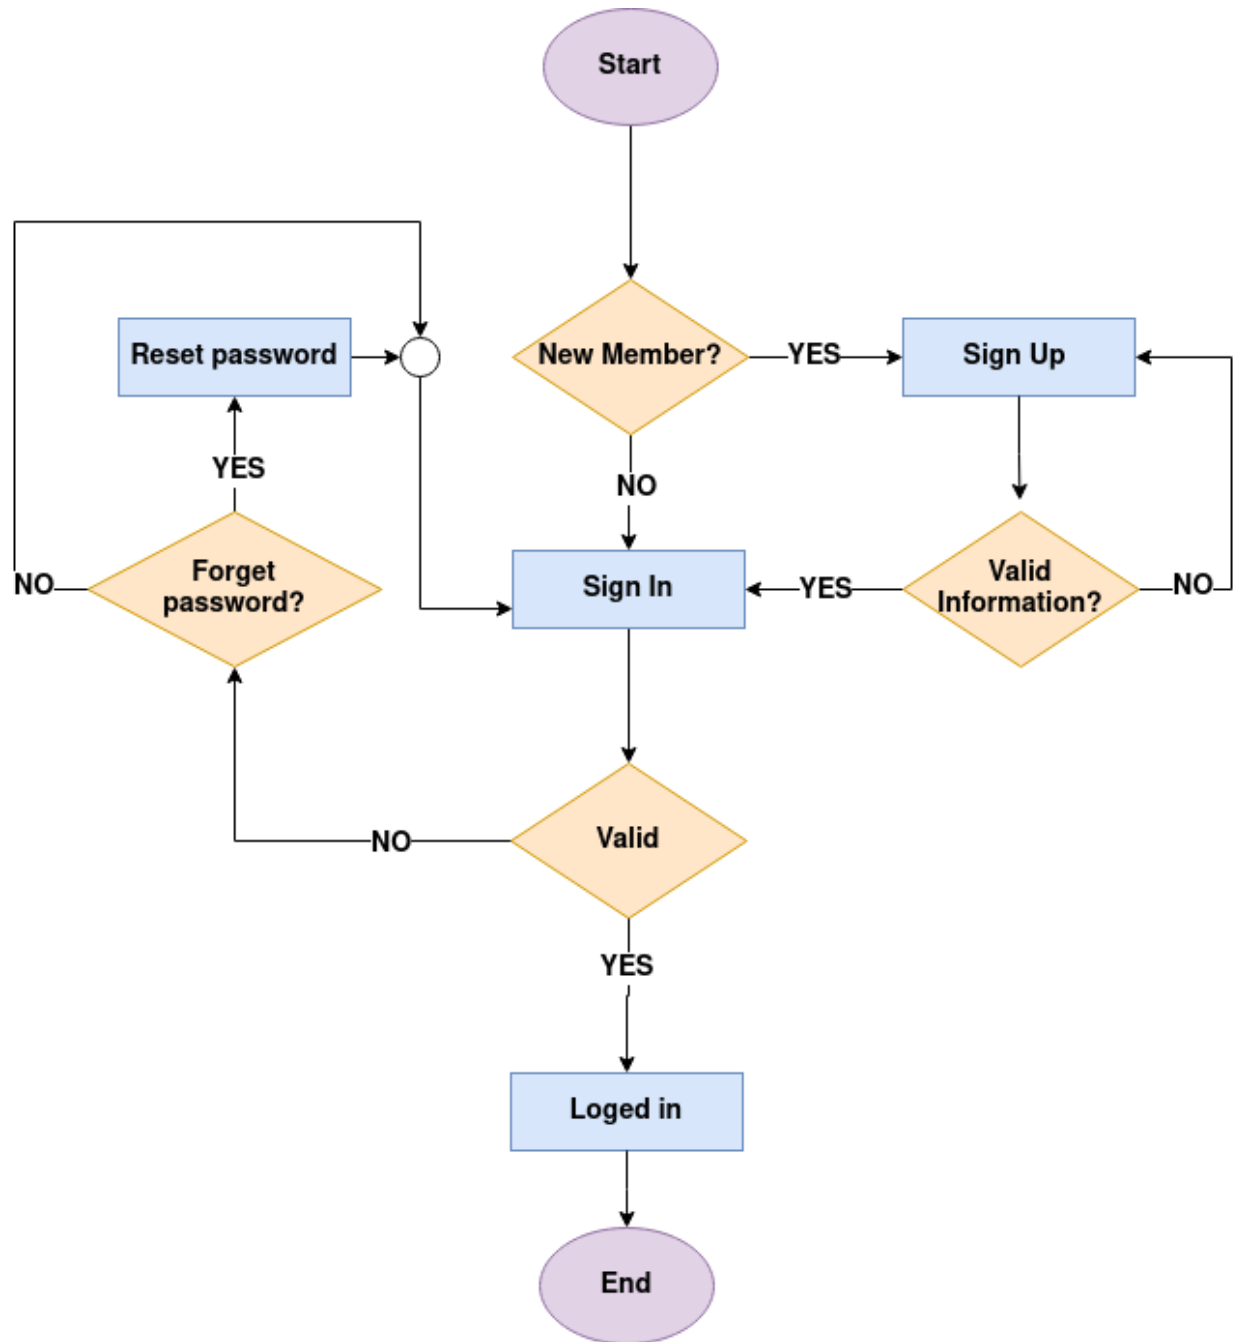 Start
New Member?
YES
Sign Up
Reset password
YES
NO
Forget
password?
NO
Sign In
YES
Valid
Information?
NO
NO
Valid
YES
Loged in
End